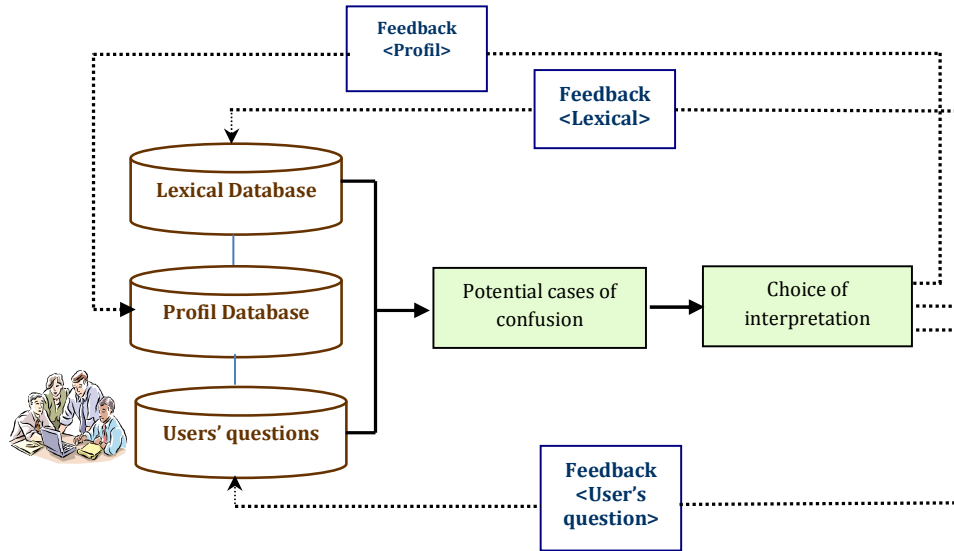 Feedback
<Profil>
Feedback
<Lexical>
Lexical Database
Profil Database
Potential cases of
confusion
Choice of
interpretation
Users’ questions
Feedback
<User’s
question>